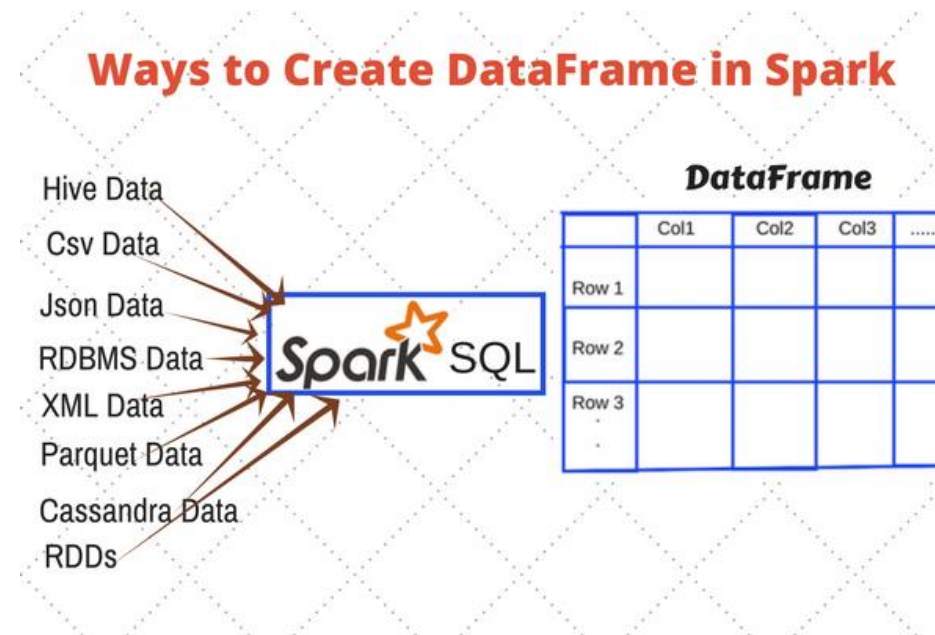 Ways to Create DataFrame in Spark
Hive Data
Csv Data
Json Data
RDBMS Data
XML Data
Parquet Data
Cassandra Data
RDDs
Spark SQL
DataFrame
Col1 Col2 Col3 .....
Row 1
Row 2
Row 3
.
.